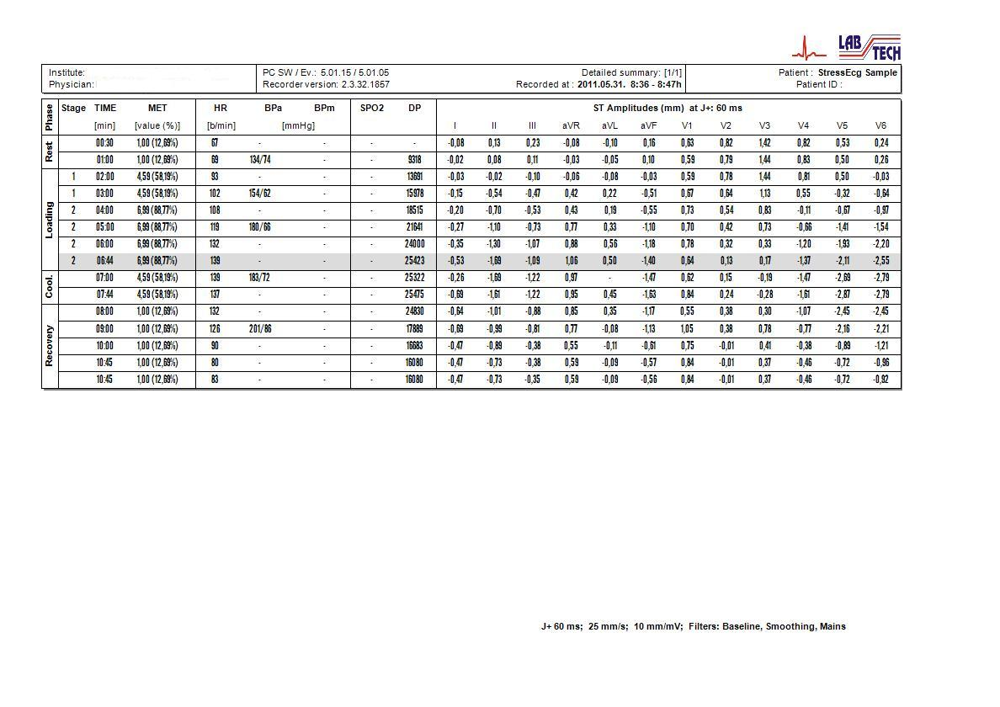 LAB
TECH
Institute: PC SW / Ev.: 5.01.15 / 5.01.05 Detailed summary: [1/1] Patient : StressEcg Sample
Physician: Recorder version: 2.3.32.1857 Recorded at : 2011.05.31. 8:36 - 8:47h Patient ID :
Phase Stage TIME MET HR BPa BPm SPO2 DP ST Amplitudes (mm) at J+: 60 ms
[min] [value (%)] [b/min] [mmHg] I II III aVR aVL aVF V1 V2 V3 V4 V5 V6
Rest 00:30 1,00 (12,69%) 67 - - - - -0,08 0,13 0,23 -0,08 -0,10 0,16 0,63 0,82 1,42 0,82 0,53 0,24
01:00 1,00 (12,69%) 69 134/74 - - 9318 -0,02 0,08 0,11 -0,03 -0,05 0,10 0,59 0,79 1,44 0,83 0,50 0,26
Loading 1 02:00 4,59 (58,19%) 93 - - - 13691 -0,03 -0,02 -0,10 -0,06 -0,08 -0,03 0,59 0,78 1,44 0,81 0,50 -0,03
1 03:00 4,59 (58,19%) 102 154/62 - - 15978 -0,15 -0,54 -0,47 0,42 0,22 -0,51 0,67 0,64 1,13 0,55 -0,32 -0,64
2 04:00 6,99 (88,77%) 108 - - - 18515 -0,20 -0,70 -0,53 0,43 0,19 -0,55 0,73 0,54 0,83 -0,11 -0,67 -0,97
2 05:00 6,99 (88,77%) 119 180/66 - - 21641 -0,27 -1,10 -0,73 0,77 0,33 -1,10 0,70 0,42 0,73 -0,66 -1,41 -1,54
2 06:00 6,99 (88,77%) 132 - - - 24000 -0,35 -1,30 -1,07 0,88 0,56 -1,18 0,78 0,32 0,33 -1,20 -1,93 -2,20
2 06:44 6,99 (88,77%) 139 - - - 25423 -0,53 -1,69 -1,09 1,06 0,50 -1,40 0,64 0,13 0,17 -1,37 -2,11 -2,55
Cool. 07:00 4,59 (58,19%) 139 183/72 - - 25322 -0,26 -1,69 -1,22 0,97 - -1,47 0,62 0,15 -0,19 -1,47 -2,69 -2,79
07:44 4,59 (58,19%) 137 - - - 25475 -0,69 -1,61 -1,22 0,95 0,45 -1,63 0,84 0,24 -0,28 -1,61 -2,87 -2,79
Recovery 08:00 1,00 (12,69%) 132 - - - 24830 -0,64 -1,01 -0,88 0,85 0,35 -1,17 0,55 0,38 0,30 -1,07 -2,45 -2,45
09:00 1,00 (12,69%) 126 201/86 - - 17889 -0,69 -0,99 -0,81 0,77 -0,08 -1,13 1,05 0,38 0,78 -0,77 -2,16 -2,21
10:00 1,00 (12,69%) 90 - - - 16683 -0,47 -0,89 -0,38 0,55 -0,11 -0,61 0,75 -0,01 0,41 -0,38 -0,89 -1,21
10:45 1,00 (12,69%) 80 - - - 16080 -0,47 -0,73 -0,38 0,59 -0,09 -0,57 0,84 -0,01 0,37 -0,46 -0,72 -0,96
10:45 1,00 (12,69%) 83 - - - 16080 -0,47 -0,73 -0,35 0,59 -0,09 -0,56 0,84 -0,01 0,37 -0,46 -0,72 -0,92
J+ 60 ms; 25 mm/s; 10 mm/mV; Filters: Baseline, Smoothing, Mains